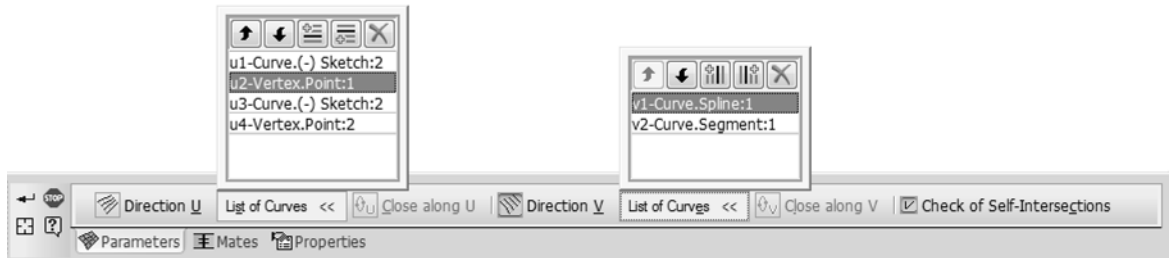 u1-Curve.(-) Sketch:2
u2-Vertex.Point:1
u3-Curve.(-) Sketch:2
u4-Vertex.Point:2
v1-Curve.Spline:1
v2-Curve.Segment:1
STOP
Direction U List of Curves << Close along U Direction V List of Curves << Close along V Check of Self-Intersections
Parameters Mates Properties